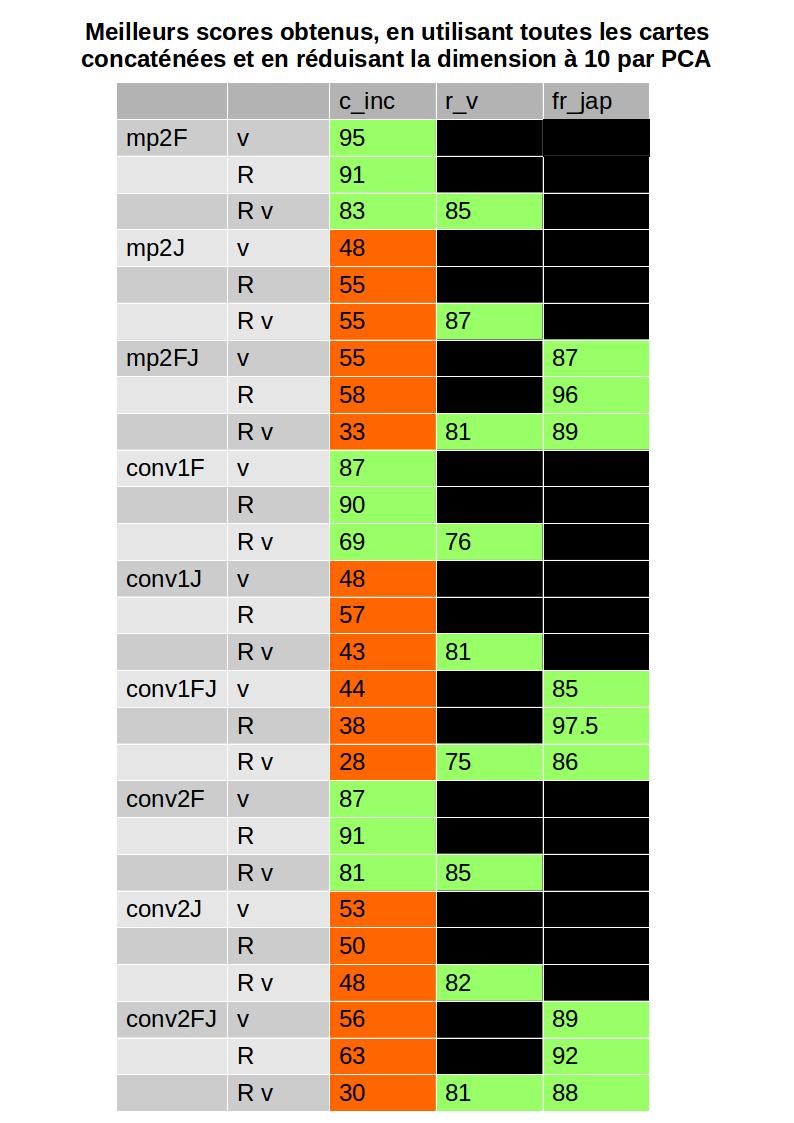 Meilleurs scores obtenus, en utilisant toutes les cartes
concaténées et en réduisant la dimension à 10 par PCA
c_inc r_v fr_jap
mp2F v 95
R 91
R v 83 85
mp2J v 48
R 55
R v 55 87
mp2FJ v 55 87
R 58 96
R v 33 81 89
conv1F v 87
R 90
R v 69 76
conv1J v 48
R 57
R v 43 81
conv1FJ v 44 85
R 38 97.5
R v 28 75 86
conv2F v 87
R 91
R v 81 85
conv2J v 53
R 50
R v 48 82
conv2FJ v 56 89
R 63 92
R v 30 81 88